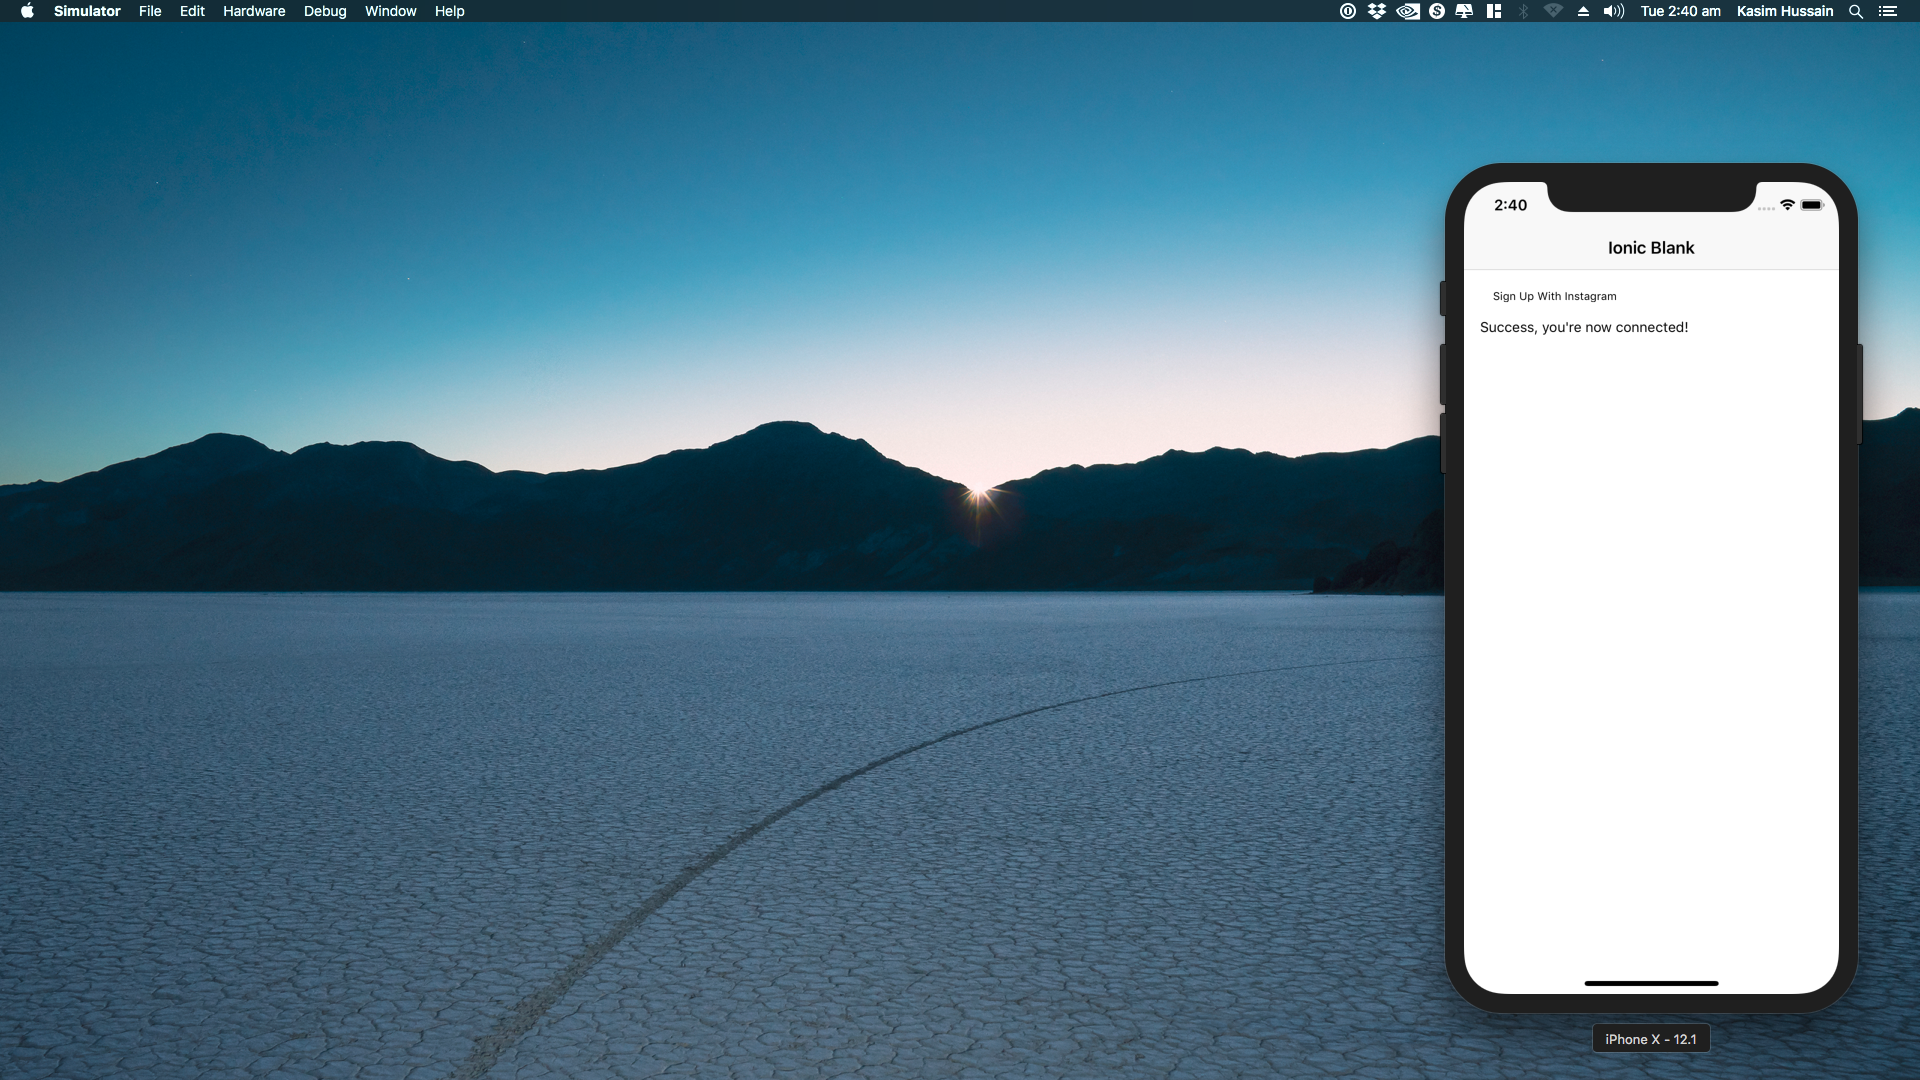 Simulator File Edit Hardware Debug Window Help Tue 2:40 am Kasim Hussain
2:40
Ionic Blank
Sign Up With Instagram
Success, you're now connected!
iPhone X - 12.1